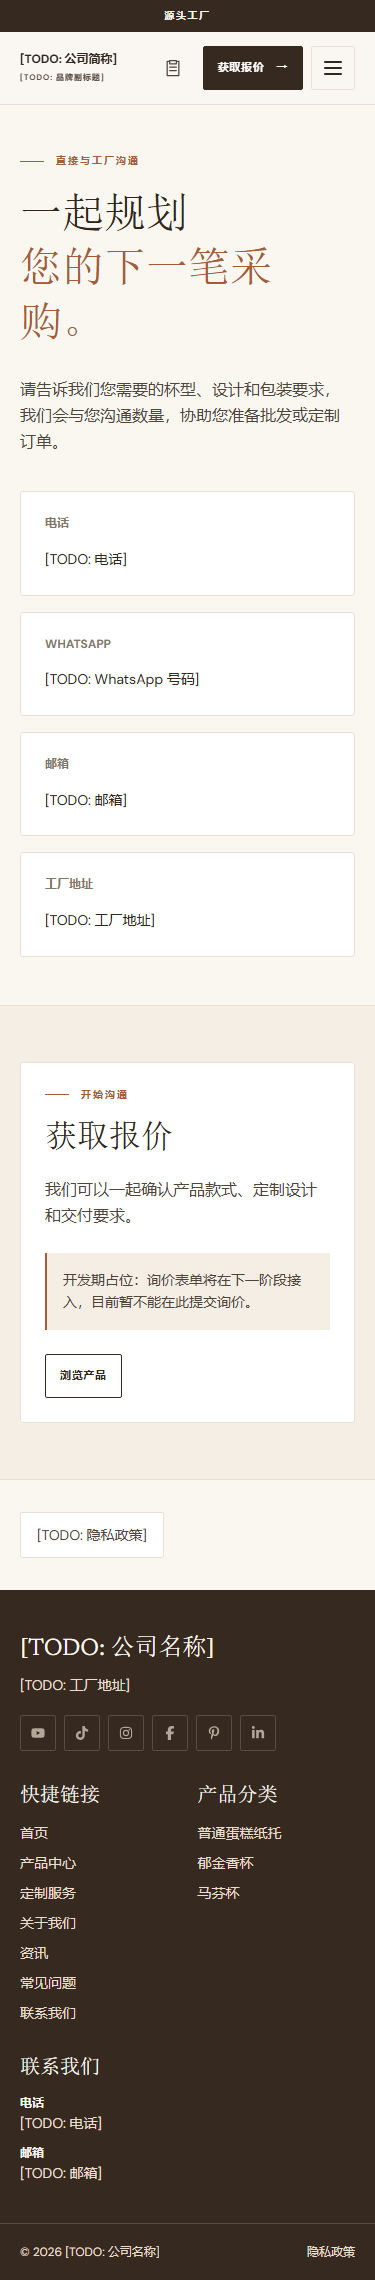 源头工厂
[TODO: 公司简称]
[TODO: 品牌副标题]
获取报价 →
直接与工厂沟通
一起规划
您的下一笔采
购。
请告诉我们您需要的杯型、设计和包装要求，
我们会与您沟通数量，协助您准备批发或定制
订单。
电话
[TODO: 电话]
WHATSAPP
[TODO: WhatsApp 号码]
邮箱
[TODO: 邮箱]
工厂地址
[TODO: 工厂地址]
开始沟通
获取报价
我们可以一起确认产品款式、定制设计
和交付要求。
开发期占位：询价表单将在下一阶段接
入，目前暂不能在此提交询价。
浏览产品
[TODO: 隐私政策]
[TODO: 公司名称]
[TODO: 工厂地址]
快捷链接
首页
产品中心
定制服务
关于我们
资讯
常见问题
联系我们
产品分类
普通蛋糕纸托
郁金香杯
马芬杯
联系我们
电话
[TODO: 电话]
邮箱
[TODO: 邮箱]
© 2026 [TODO: 公司名称]
隐私政策